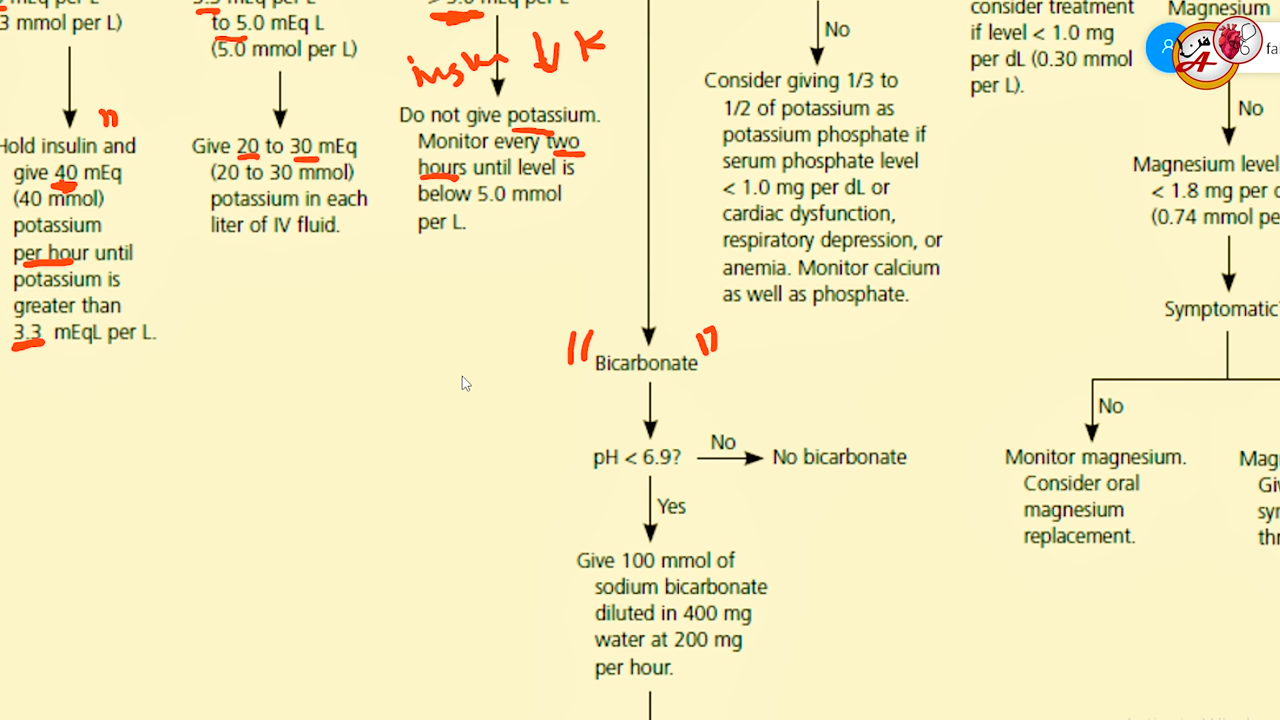 3 mmol per L)
to 5.0 mEq L
(5.0 mmol per L)
insulin ↓ K
Hold insulin and
give 40 mEq
(40 mmol)
potassium
per hour until
potassium is
greater than
3.3 mEqL per L.
Give 20 to 30 mEq
(20 to 30 mmol)
potassium in each
liter of IV fluid.
Do not give potassium.
Monitor every two
hours until level is
below 5.0 mmol
per L.
No
Consider giving 1/3 to
1/2 of potassium as
potassium phosphate if
serum phosphate level
< 1.0 mg per dL or
cardiac dysfunction,
respiratory depression, or
anemia. Monitor calcium
as well as phosphate.
consider treatment
if level < 1.0 mg
per dL (0.30 mmol
per L).
Magnesium
fa
No
Magnesium level
< 1.8 mg per d
(0.74 mmol pe
Symptomatic?
No
Monitor magnesium.
Consider oral
magnesium
replacement.
Mag
Giv
syr
thr
Bicarbonate
pH < 6.9?
No
No bicarbonate
Yes
Give 100 mmol of
sodium bicarbonate
diluted in 400 mg
water at 200 mg
per hour.